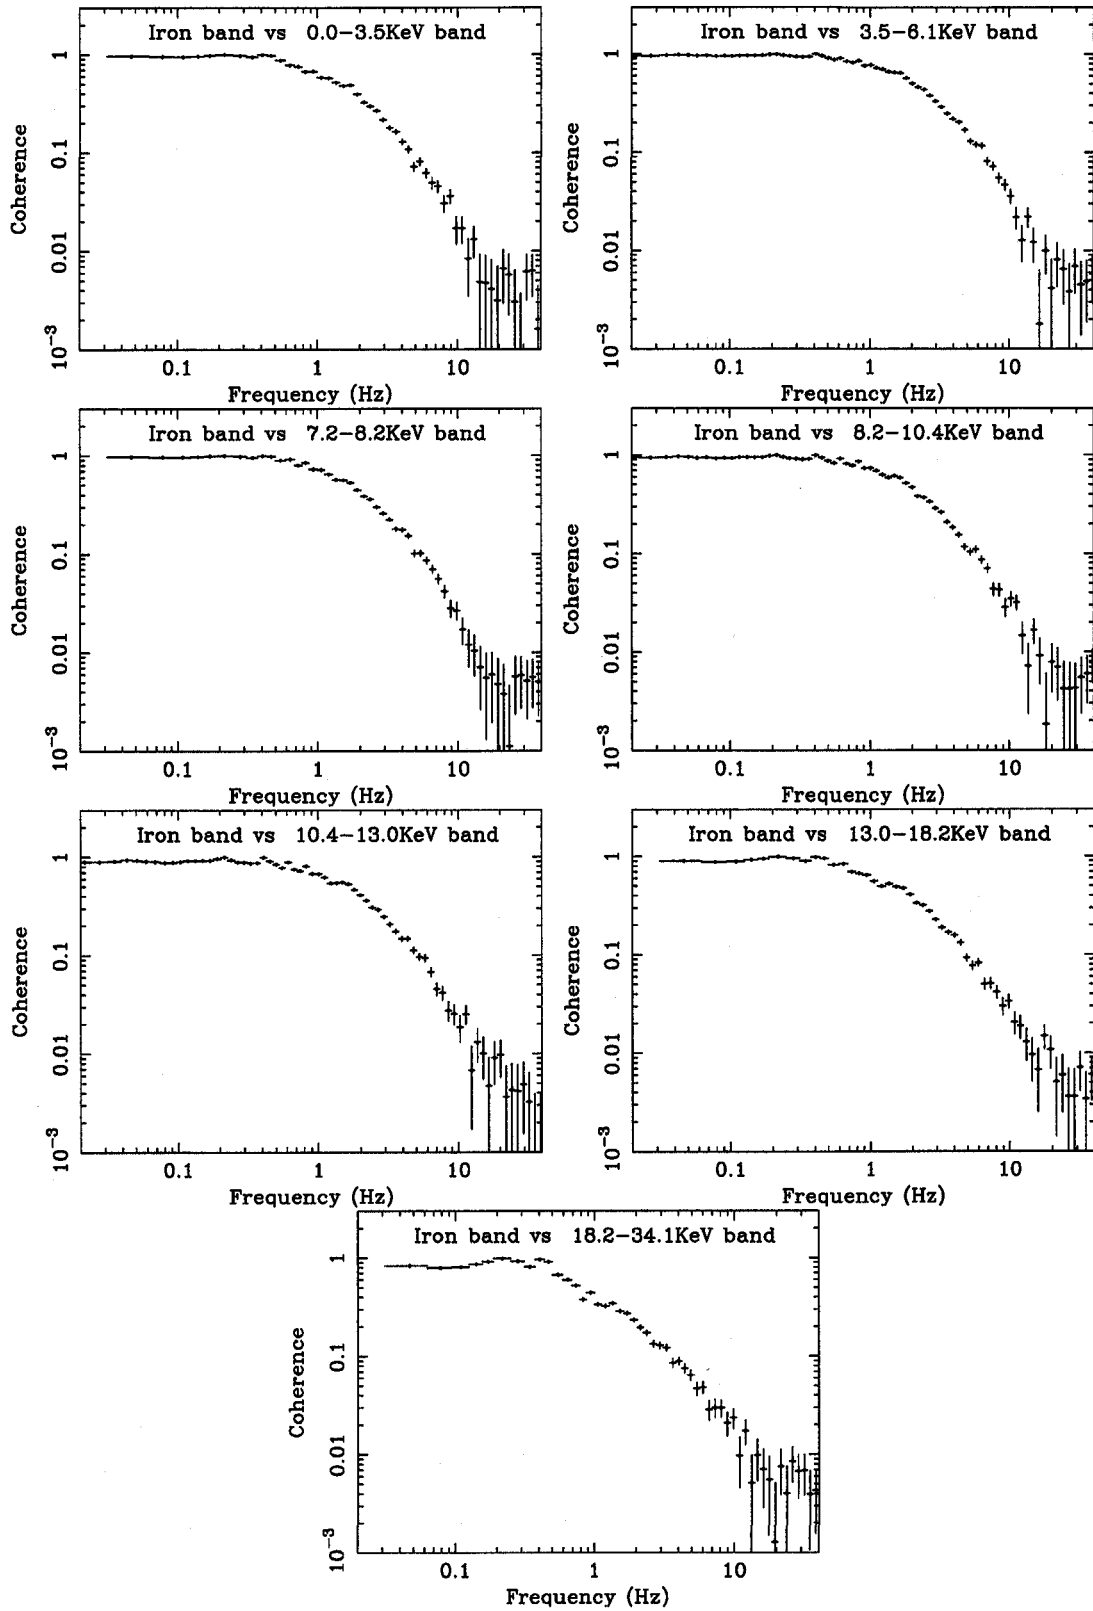 Iron band vs 0.0−3.5KeV band
Coherence
1
0.1
0.01
10−3
0.1
1
10
Frequency (Hz)
Iron band vs 3.5−6.1KeV band
Coherence
1
0.1
0.01
10−3
0.1
1
10
Frequency (Hz)
Iron band vs 7.2−8.2KeV band
Coherence
1
0.1
0.01
10−3
0.1
1
10
Frequency (Hz)
Iron band vs 8.2−10.4KeV band
Coherence
1
0.1
0.01
10−3
0.1
1
10
Frequency (Hz)
Iron band vs 10.4−13.0KeV band
Coherence
1
0.1
0.01
10−3
0.1
1
10
Frequency (Hz)
Iron band vs 13.0−18.2KeV band
Coherence
1
0.1
0.01
10−3
0.1
1
10
Frequency (Hz)
Iron band vs 18.2−34.1KeV band
Coherence
1
0.1
0.01
10−3
0.1
1
10
Frequency (Hz)